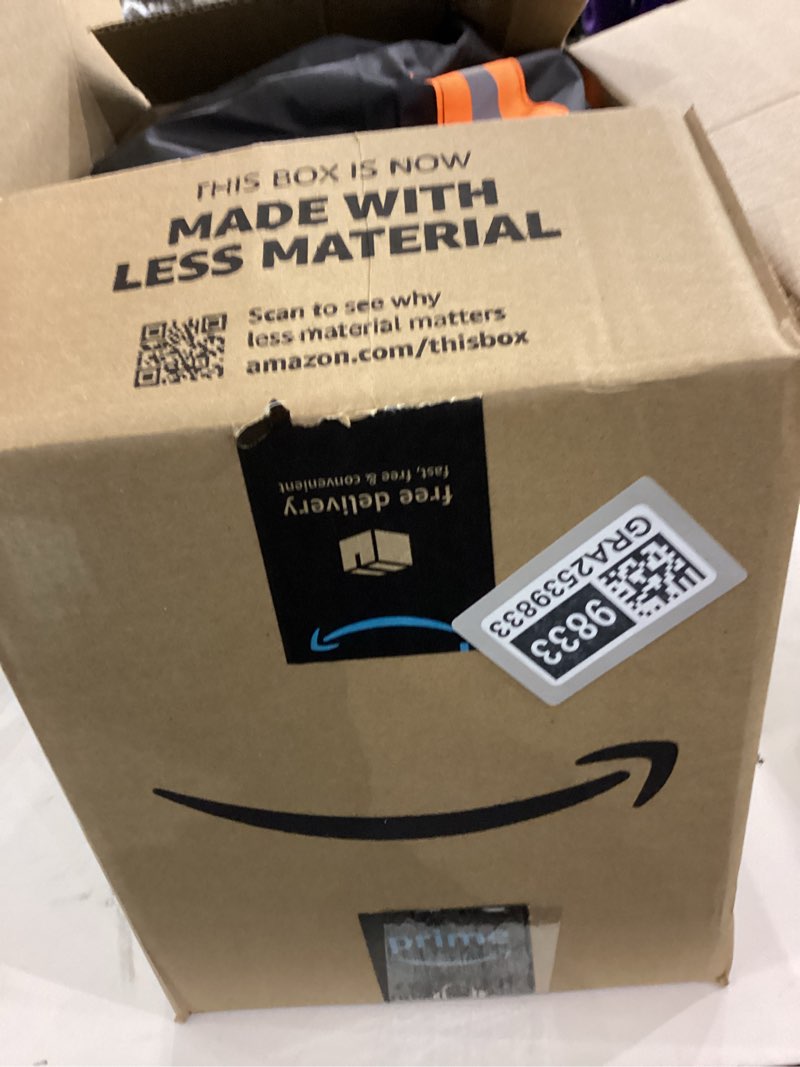 THIS BOX IS NOW
MADE WITH
LESS MATERIAL
Scan to see why
less material matters
amazon.com/thisbox
free delivery
fast, free & convenient
GRA2539833
9833
prime